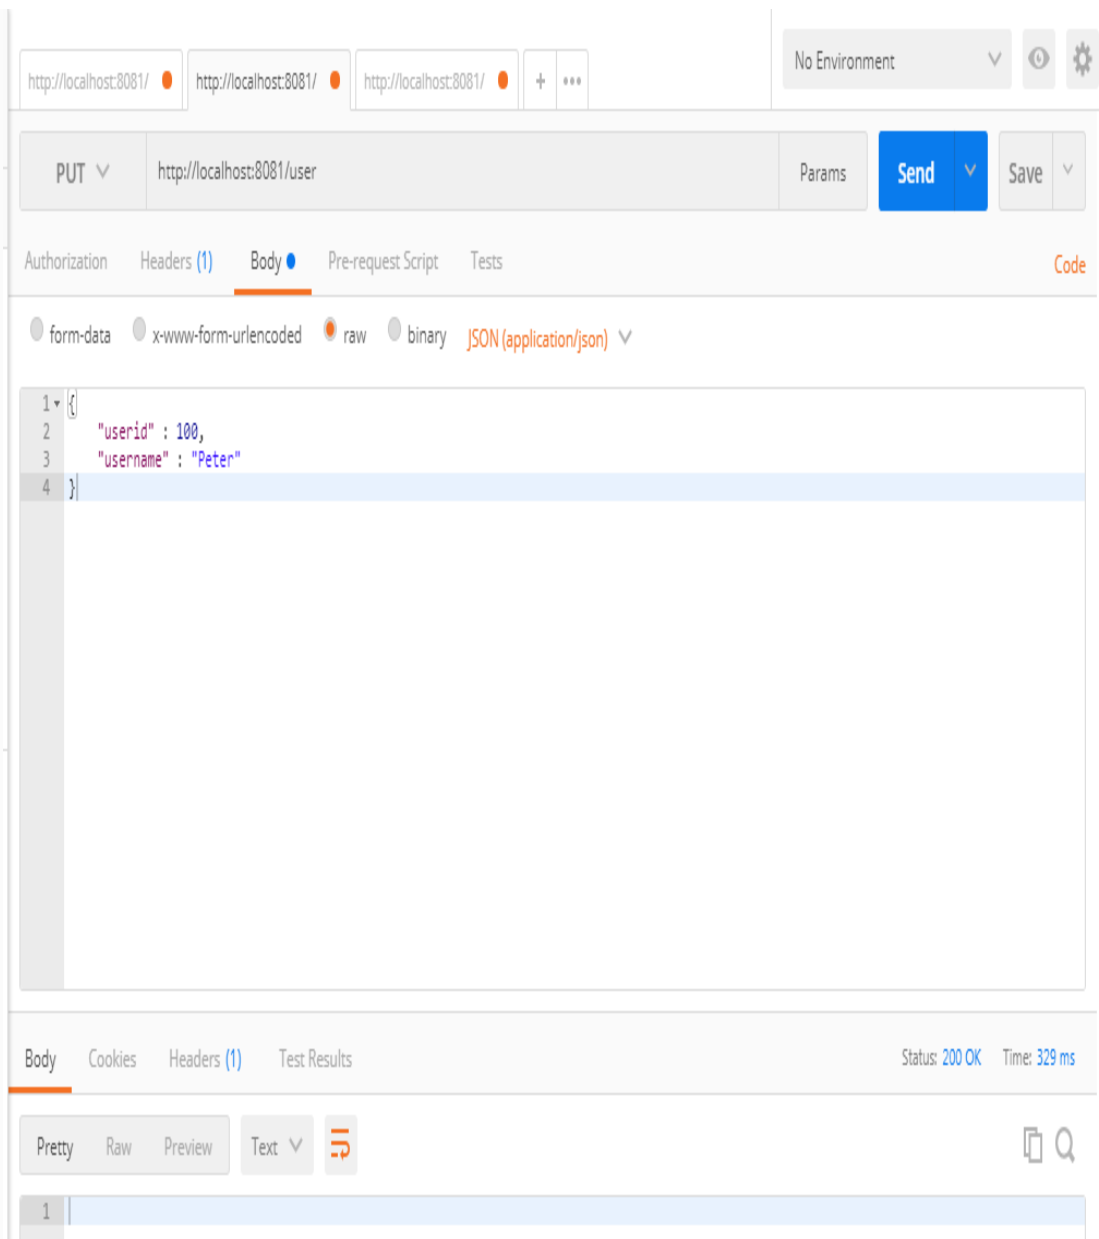 No Environment
http://localhost:8081/ http://localhost:8081/ http://localhost:8081/ + •••
PUT http://localhost:8081/user Params Send Save
Authorization Headers (1) Body Pre-request Script Tests Code
form-data x-www-form-urlencoded raw binary JSON (application/json)
1 {
2 "userid" : 100,
3 "username" : "Peter"
4 }
Body Cookies Headers (1) Test Results Status: 200 OK Time: 329 ms
Pretty Raw Preview Text
1